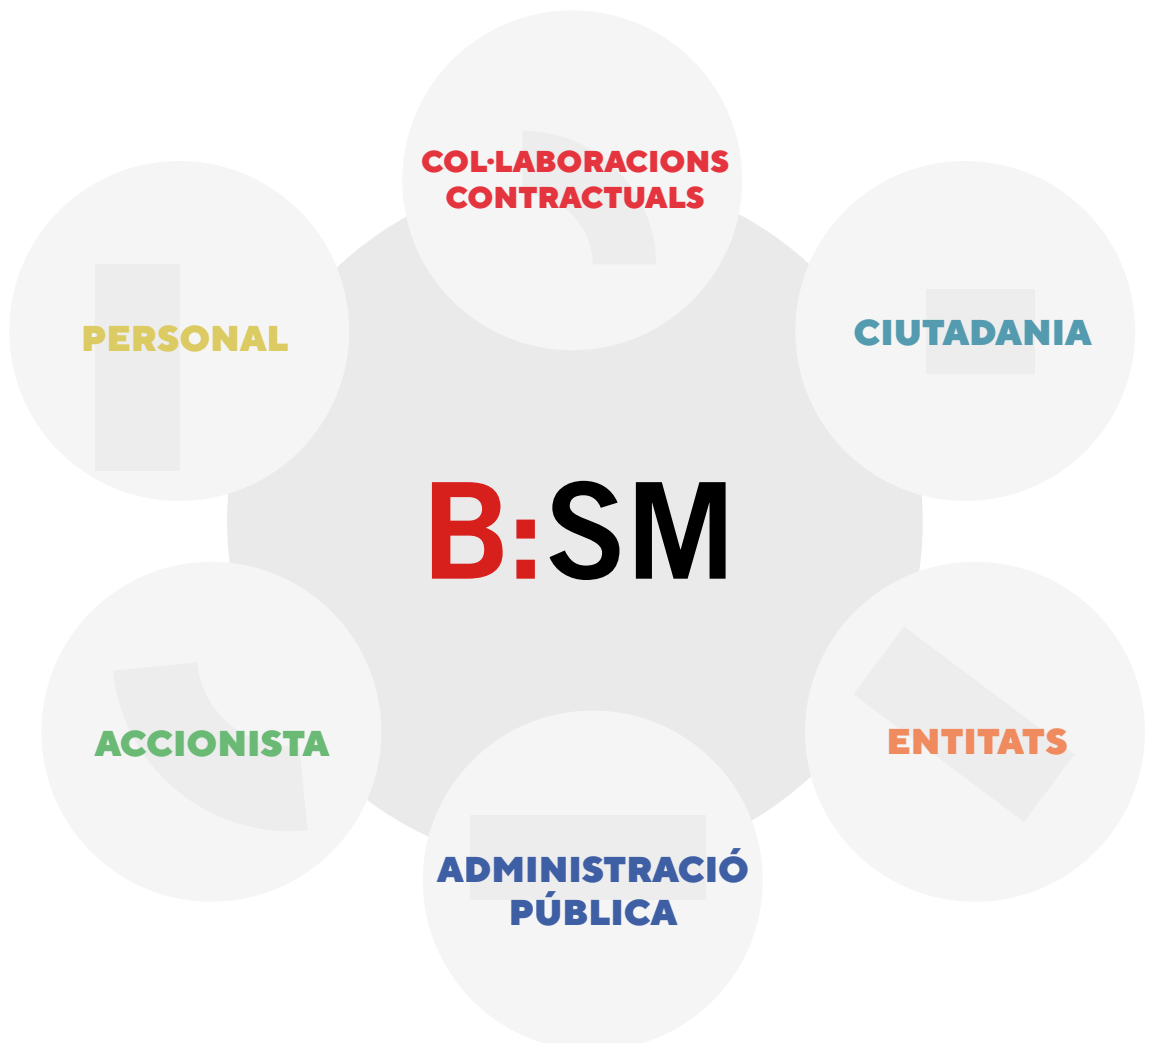 COL·LABORACIONS
CONTRACTUALS
PERSONAL
CIUTADANIA
B:SM
ACCIONISTA
ENTITATS
ADMINISTRACIÓ
PÚBLICA